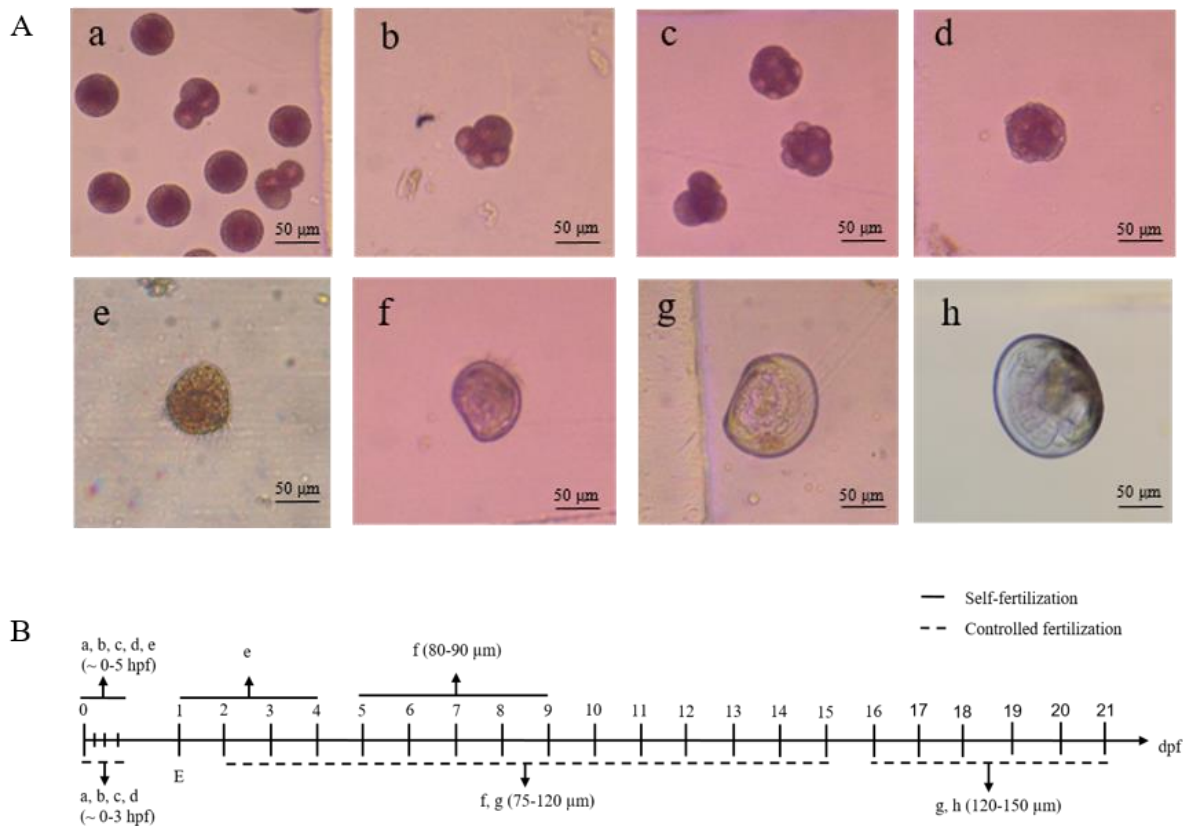 A
a
b
c
d
50 μm
50 μm
50 μm
50 μm
e
f
g
h
50 μm
50 μm
50 μm
50 μm
Self-fertilization
Controlled fertilization
B
a, b, c, d, e
(~ 0-5 hpf)
e
f (80-90 μm)
0 1 2 3 4 5 6 7 8 9 10 11 12 13 14 15 16 17 18 19 20 21
dpf
E
a, b, c, d
(~ 0-3 hpf)
f, g (75-120 μm)
g, h (120-150 μm)